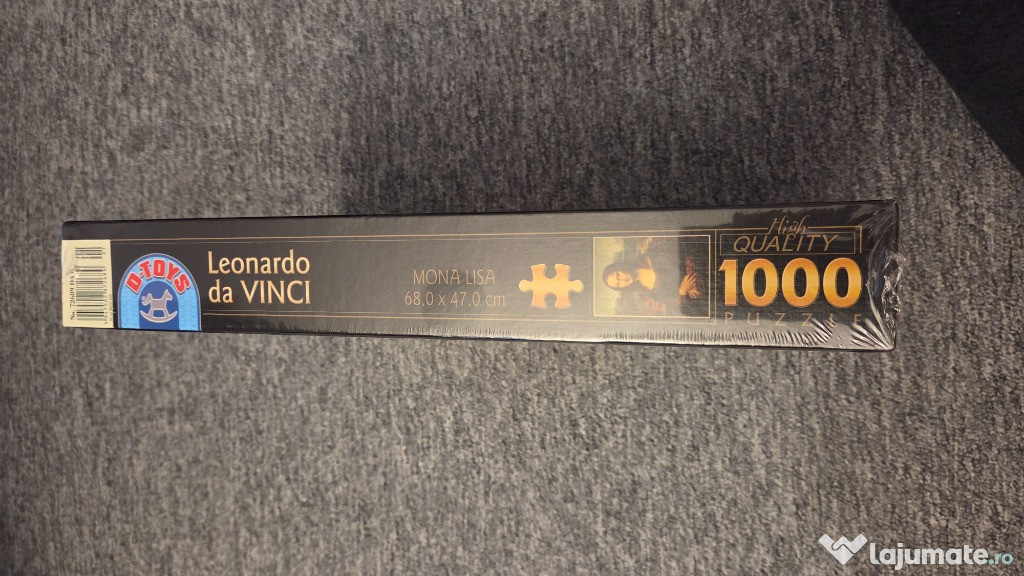 D-TOYS
Leonardo
da VINCI
MONA LISA
68,0 x 47.0 cm
High
QUALITY
1000
PUZZLE
lajumate.ro